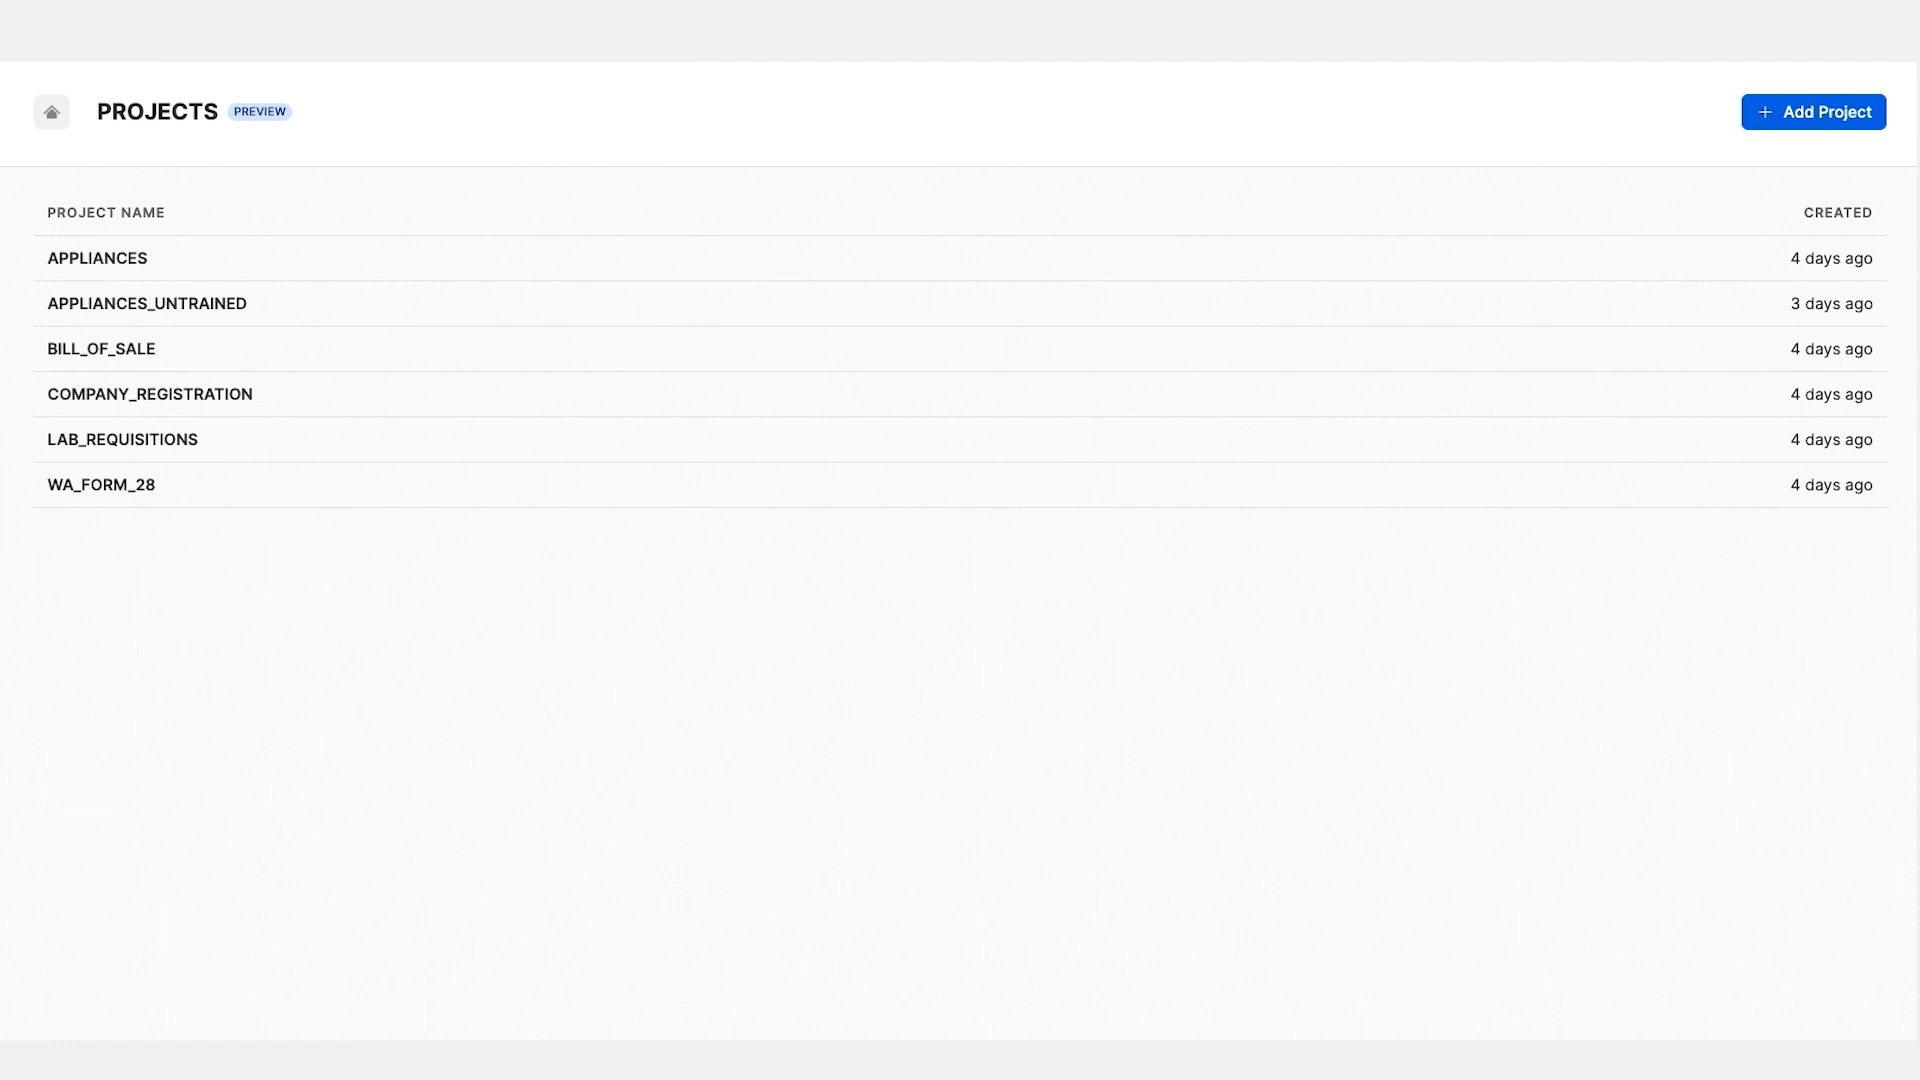 PROJECTS PREVIEW
+ Add Project
PROJECT NAME CREATED
APPLIANCES 4 days ago
APPLIANCES_UNTRAINED 3 days ago
BILL_OF_SALE 4 days ago
COMPANY_REGISTRATION 4 days ago
LAB_REQUISITIONS 4 days ago
WA_FORM_28 4 days ago